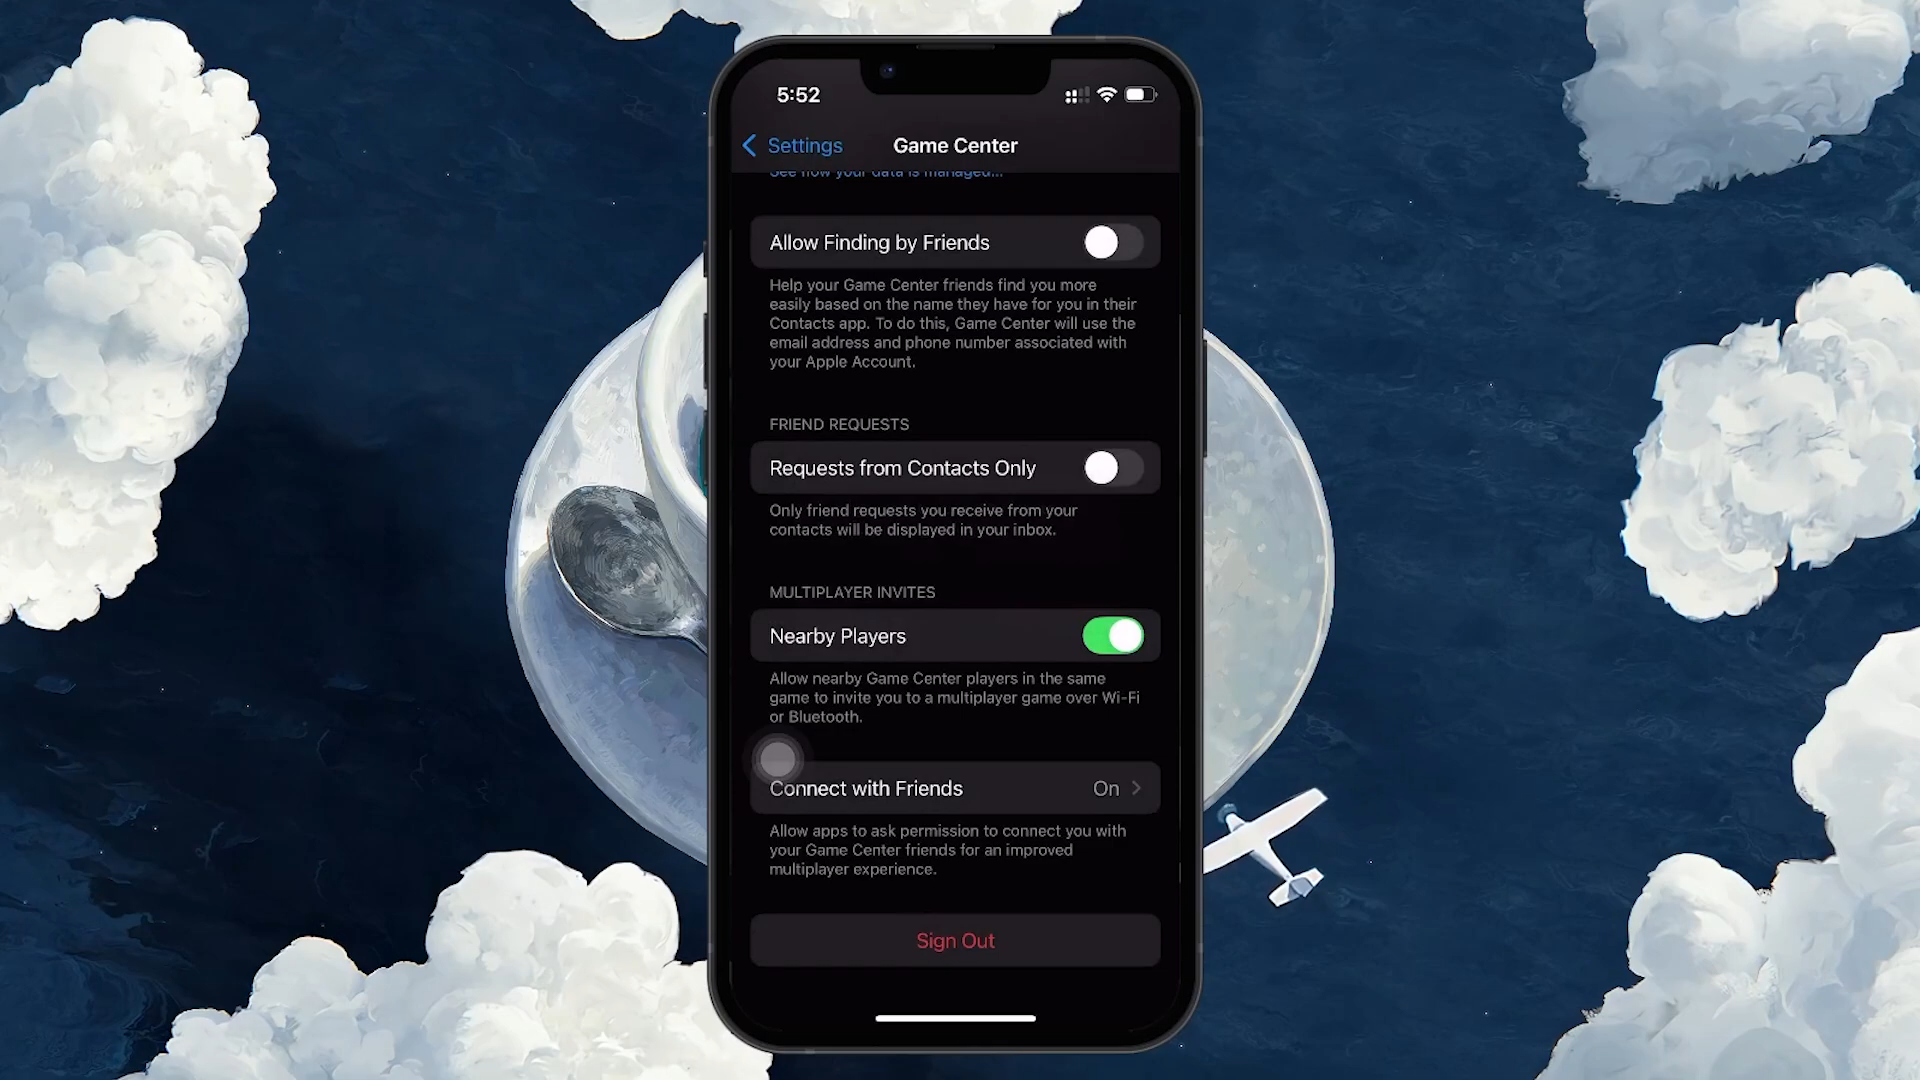 5:52
Settings
Game Center
See how your data is managed...
Allow Finding by Friends
Help your Game Center friends find you more
easily based on the name they have for you in their
Contacts app. To do this, Game Center will use the
email address and phone number associated with
your Apple Account.
FRIEND REQUESTS
Requests from Contacts Only
Only friend requests you receive from your
contacts will be displayed in your inbox.
MULTIPLAYER INVITES
Nearby Players
Allow nearby Game Center players in the same
game to invite you to a multiplayer game over Wi-Fi
or Bluetooth.
Connect with Friends On
Allow apps to ask permission to connect you with
your Game Center friends for an improved
multiplayer experience.
Sign Out